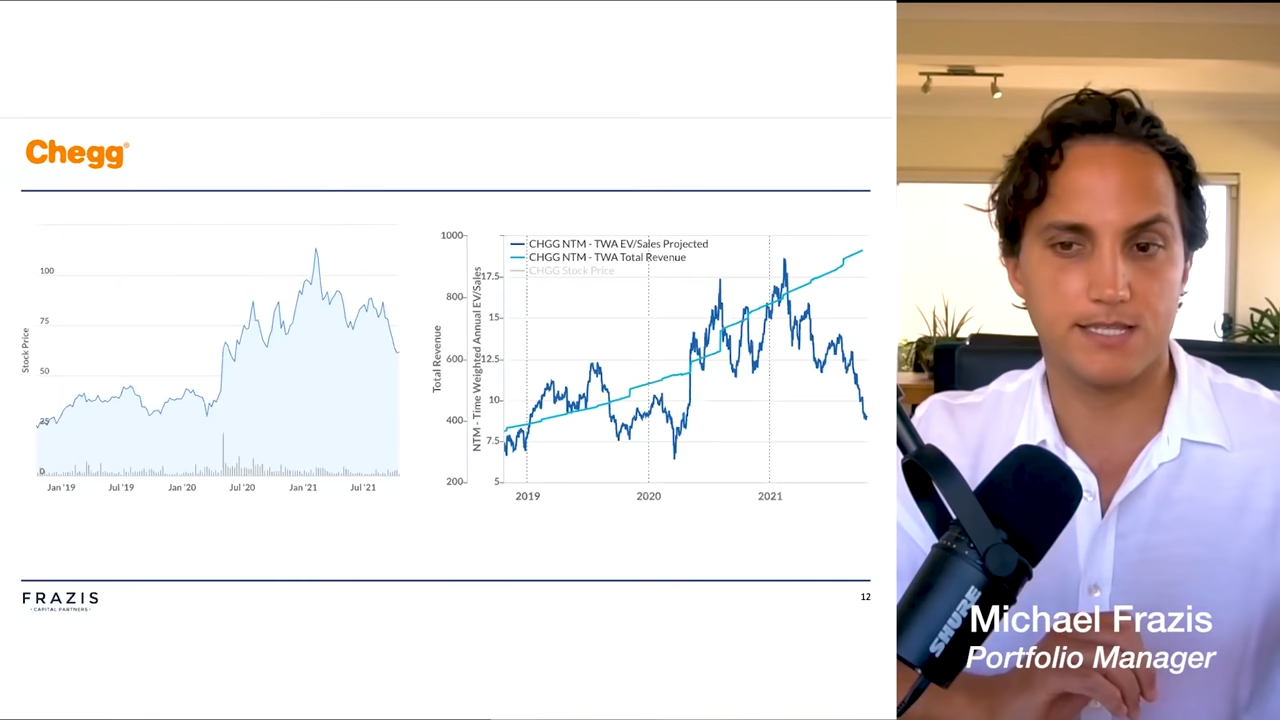 Chegg®
Stock Price
100
75
50
25
0
Jan '19 Jul '19 Jan '20 Jul '20 Jan '21 Jul '21
Total Revenue
1000
800
600
400
200
NTM - Time Weighted Annual EV/Sales
17.5
15
12.5
10
7.5
5
CHGG NTM - TWA EV/Sales Projected
CHGG NTM - TWA Total Revenue
CHGG Stock Price
2019 2020 2021
FRAZIS
· CAPITAL PARTNERS ·
12
SHURE
Michael Frazis
Portfolio Manager